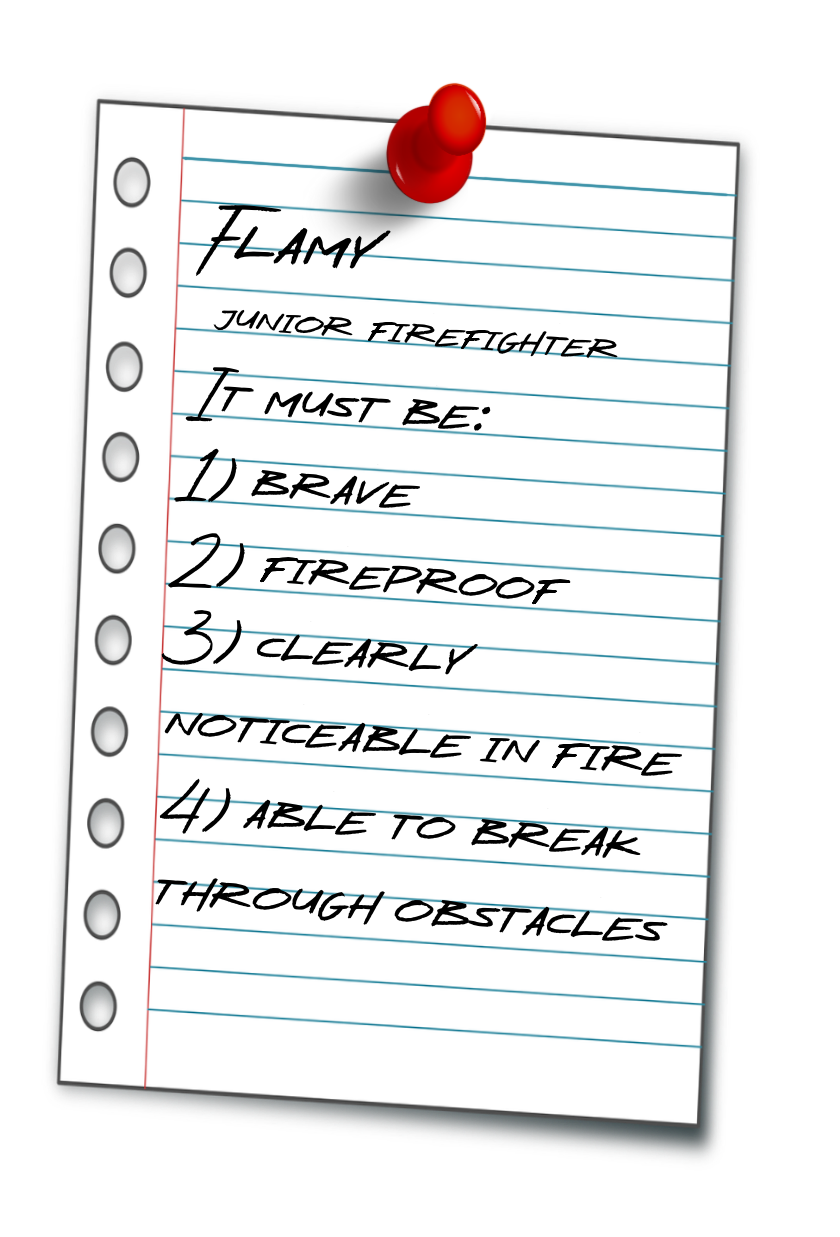 FLAMY
JUNIOR FIREFIGHTER
IT MUST BE:
1) BRAVE
2) FIREPROOF
3) CLEARLY
NOTICEABLE IN FIRE
4) ABLE TO BREAK
THROUGH OBSTACLES